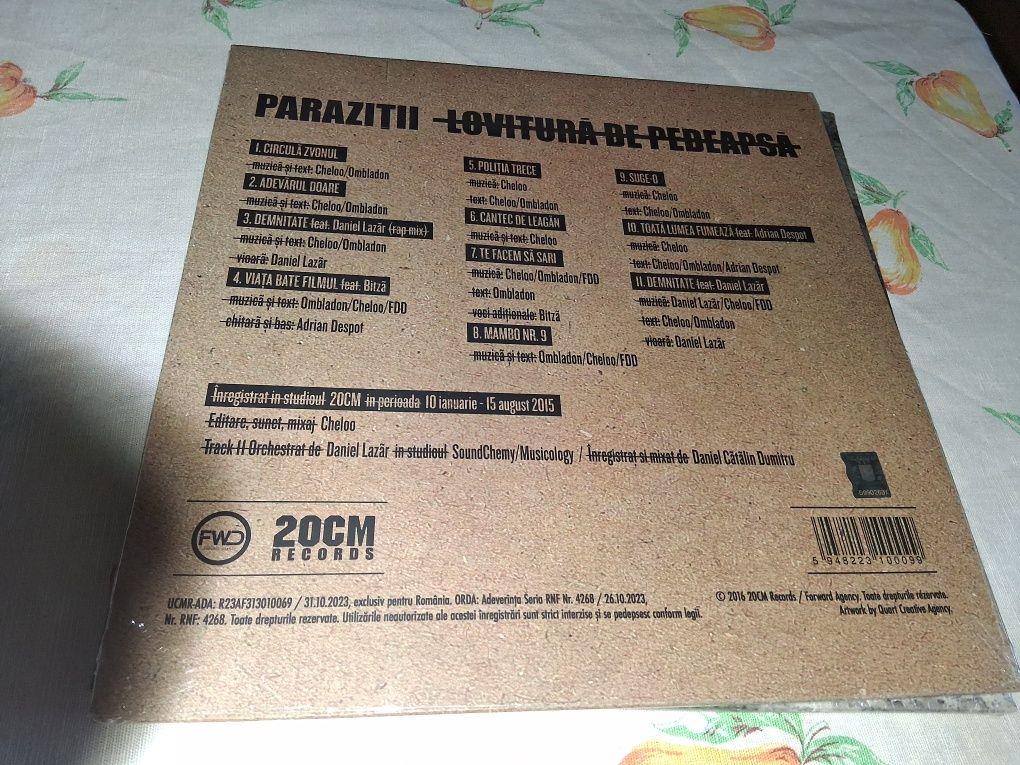 PARAZIȚII LOVITURĂ DE PEDEAPSĂ
1. CIRCULĂ ZVONUL
muzică și text: Cheloo/Ombladon
2. ADEVĂRUL DOARE
muzică și text: Cheloo/Ombladon
3. DEMNITATE feat. Daniel Lazăr (rap mix)
muzică și text: Cheloo/Ombladon
vioară: Daniel Lazăr
4. VIAȚA BATE FILMUL feat. Bitză
muzică și text: Ombladon/Cheloo/FDD
chitară și bas: Adrian Despot
5. POLIȚIA TRECE
muzică: Cheloo
text: Cheloo/Ombladon
6. CANTEC DE LEAGĂN
muzică și text: Cheloo
7. TE FACEM SĂ SARI
muzică: Cheloo/Ombladon/FDD
text: Ombladon
voci adiționale: Bitză
8. MAMBO NR. 9
muzică și text: Ombladon/Cheloo/FDD
9. SUGE-O
muzică: Cheloo
text: Cheloo/Ombladon
10. TOATĂ LUMEA FUMEAZĂ feat. Adrian Despot
muzică: Cheloo
text: Cheloo/Ombladon/Adrian Despot
11. DEMNITATE feat. Daniel Lazăr
muzică: Daniel Lazăr/Cheloo/FDD
text: Cheloo/Ombladon
vioară: Daniel Lazăr
Înregistrat in studioul 20CM in perioada 10 ianuarie - 15 august 2015
Editare, sunet, mixaj Cheloo
Track 11 Orchestrat de Daniel Lazăr in studioul SoundChemy/Musicology / Înregistrat si mixat de Daniel Cătălin Dumitru
FWD
20CM
RECORDS
5 948223 100099
UCMR-ADA: R23AF313010069 / 31.10.2023, exclusiv pentru România. ORDA: Adeverința Seria RNF Nr. 4268 / 26.10.2023,
Nr. RNF: 4268. Toate drepturile rezervate. Utilizările neautorizate ale acestei înregistrări sunt strict interzise și se pedepsesc conform legii.
© 2016 20CM Records / Forward Agency. Toate drepturile rezervate.
Artwork by Quart Creative Agency.